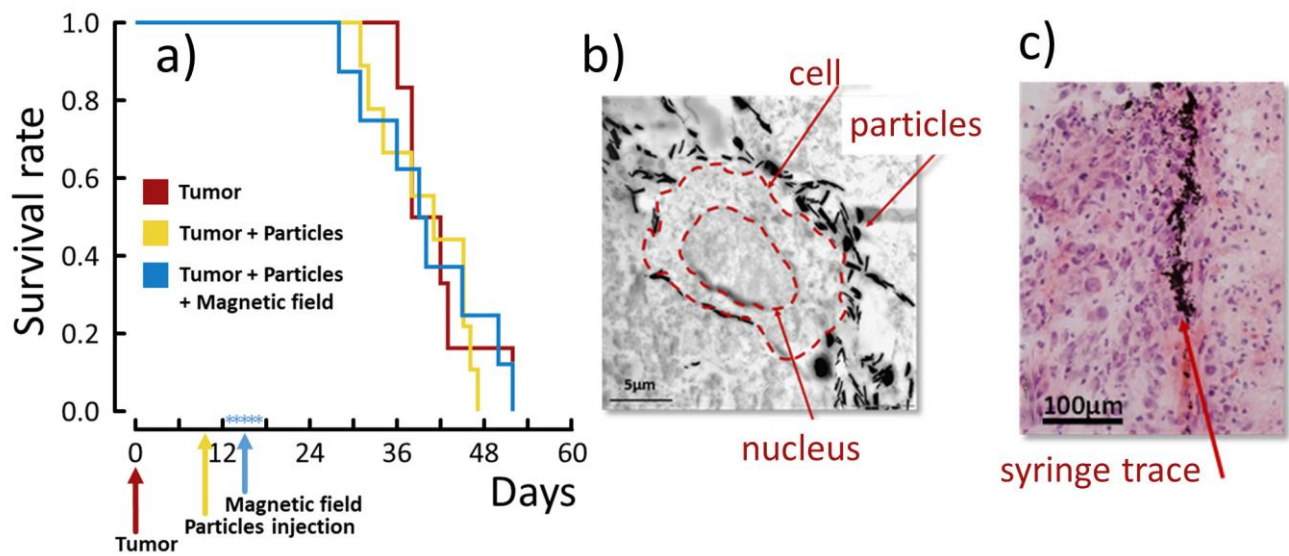 a)
Survival rate
1.0
0.8
0.6
0.4
0.2
0.0
Tumor
Tumor + Particles
Tumor + Particles
+ Magnetic field
*****
0
12
24
36
48
60
Days
Magnetic field
Particles injection
Tumor
b)
cell
particles
5μm
nucleus
c)
100μm
syringe trace